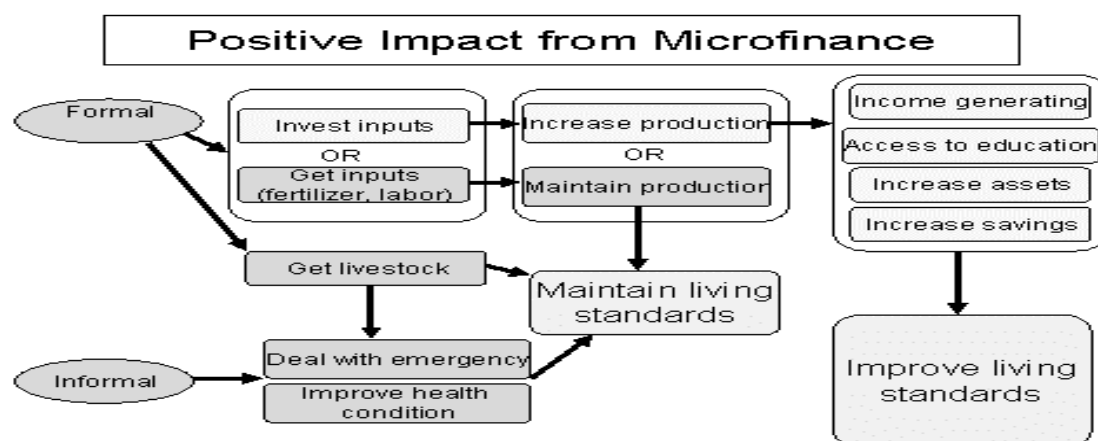 Positive Impact from Microfinance
Formal
Invest inputs
OR
Get inputs
(fertilizer, labor)
Increase production
OR
Maintain production
Income generating
Access to education
Increase assets
Increase savings
Get livestock
Maintain living
standards
Deal with emergency
Improve health
condition
Informal
Improve living
standards